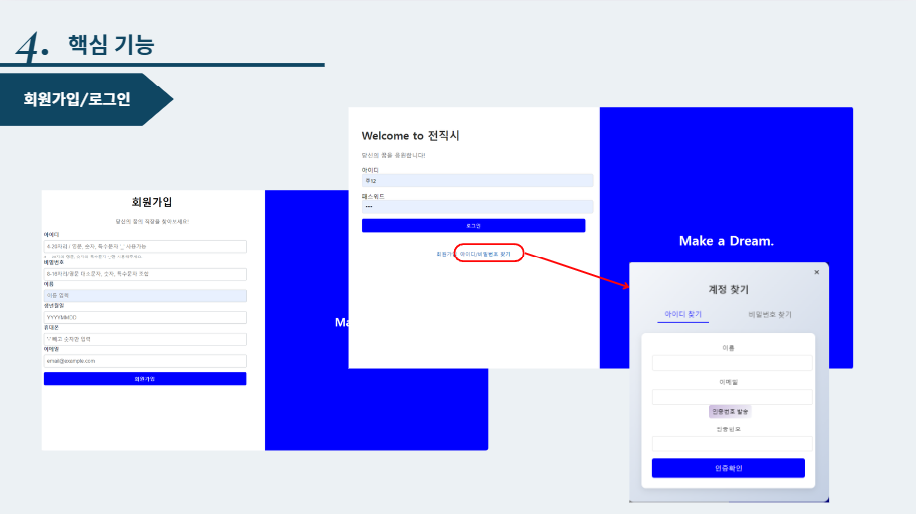 4. 핵심 기능
회원가입/로그인
Welcome to 전직시
당신의 꿈을 응원합니다!
아이디
패스워드
로그인
회원가입 아이디/비밀번호 찾기
Make a Dream.
회원가입
당신의 꿈의 직장을 찾아보세요!
아이디
4-20자리 / 영문, 숫자, 특수문자 '_' 사용가능
비밀번호
8-16자리/영문 대소문자, 숫자, 특수문자 조합
이름
이름 입력
생년월일
YYYYMMDD
휴대폰
'-' 빼고 숫자만 입력
이메일
email@example.com
회원가입
Ma
×
계정 찾기
아이디 찾기 비밀번호 찾기
이름
이메일
인증번호 발송
인증번호
인증확인